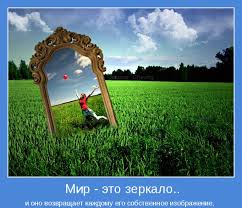 Мир - это зеркало..
и оно возвращает каждому его собственное изображение.